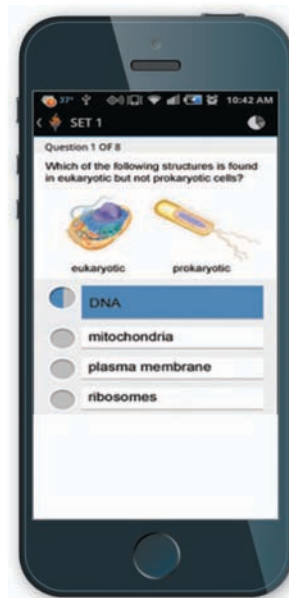 37° 10:42 AM
SET 1
Question 1 OF 8
Which of the following structures is found
in eukaryotic but not prokaryotic cells?
eukaryotic prokaryotic
DNA
mitochondria
plasma membrane
ribosomes